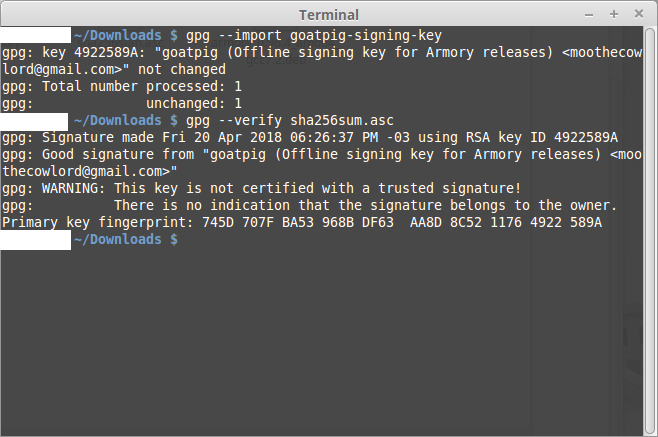 Terminal
~/Downloads $ gpg --import goatpig-signing-key
gpg: key 4922589A: "goatpig (Offline signing key for Armory releases) <moothecow
lord@gmail.com>" not changed
gpg: Total number processed: 1
gpg:              unchanged: 1
~/Downloads $ gpg --verify sha256sum.asc
gpg: Signature made Fri 20 Apr 2018 06:26:37 PM -03 using RSA key ID 4922589A
gpg: Good signature from "goatpig (Offline signing key for Armory releases) <moo
thecowlord@gmail.com>"
gpg: WARNING: This key is not certified with a trusted signature!
gpg:          There is no indication that the signature belongs to the owner.
Primary key fingerprint: 745D 707F BA53 968B DF63  AA8D 8C52 1176 4922 589A
~/Downloads $